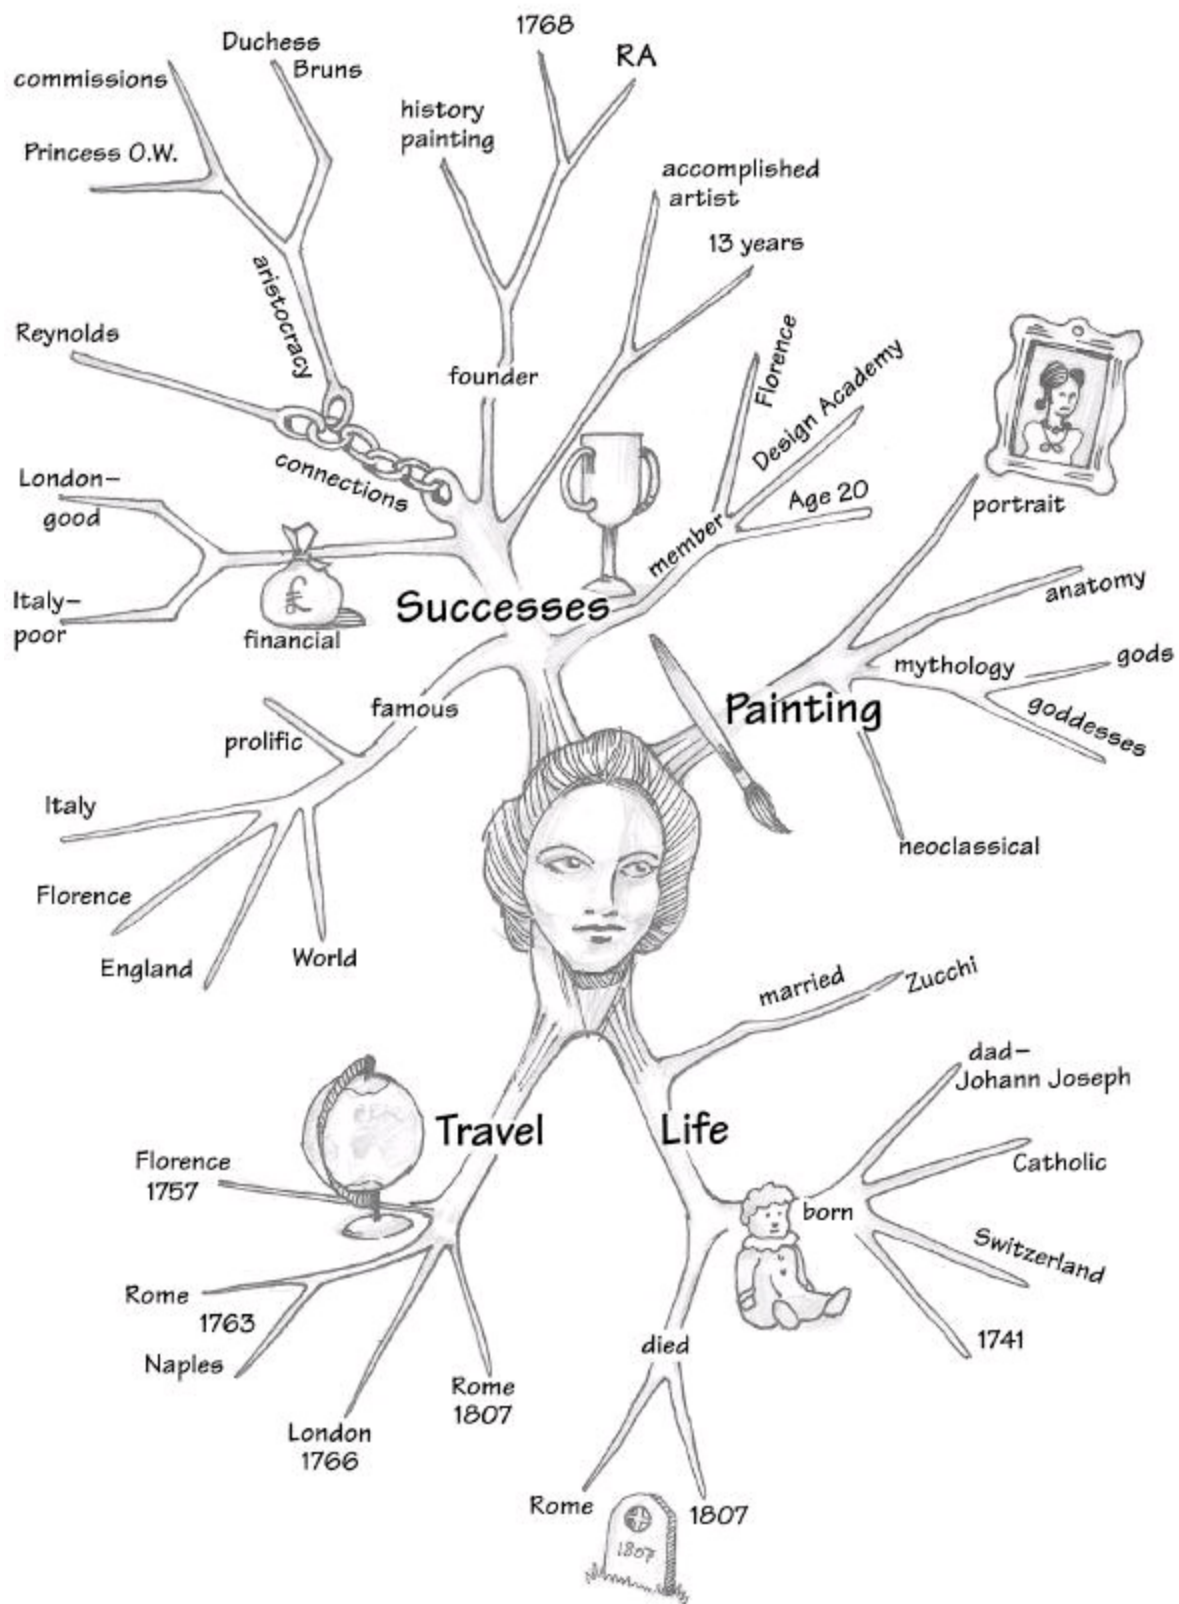 1768
Duchess
Bruns
RA
commissions
history
painting
Princess O.W.
accomplished
artist
13 years
aristocracy
Reynolds
founder
Florence
Design Academy
connections
London–
good
Age 20
portrait
member
£
Italy–
poor
financial
Successes
anatomy
mythology
gods
goddesses
Painting
famous
prolific
Italy
neoclassical
Florence
England
World
married
Zucchi
dad–
Johann Joseph
Travel
Life
Florence
1757
Catholic
born
Switzerland
Rome
1763
Naples
1741
died
Rome
1807
London
1766
Rome
1807
1807